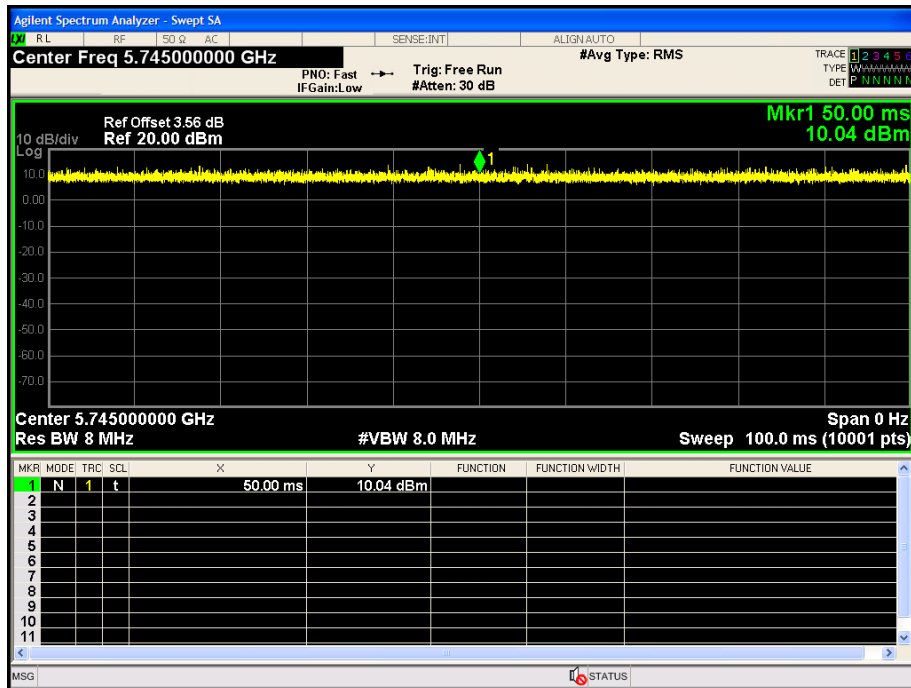 Agilent Spectrum Analyzer - Swept SA
LXI RL RF 50 Ω AC SENSE:INT ALIGN AUTO
Center Freq 5.745000000 GHz
#Avg Type: RMS
TRACE 1 2 3 4 5 6
PNO: Fast Trig: Free Run
TYPE
IFGain:Low #Atten: 30 dB
DET P N N N N N
Mkr1 50.00 ms
Ref Offset 3.56 dB
10 dB/div Ref 20.00 dBm
10.04 dBm
Log
1
10.0
0.00
-10.0
-20.0
-30.0
-40.0
-50.0
-60.0
-70.0
Center 5.745000000 GHz Span 0 Hz
Res BW 8 MHz #VBW 8.0 MHz Sweep 100.0 ms (10001 pts)
MKR MODE TRC SCL X Y FUNCTION FUNCTION WIDTH FUNCTION VALUE
1 N 1 t 50.00 ms 10.04 dBm
2
3
4
5
6
7
8
9
10
11
MSG STATUS